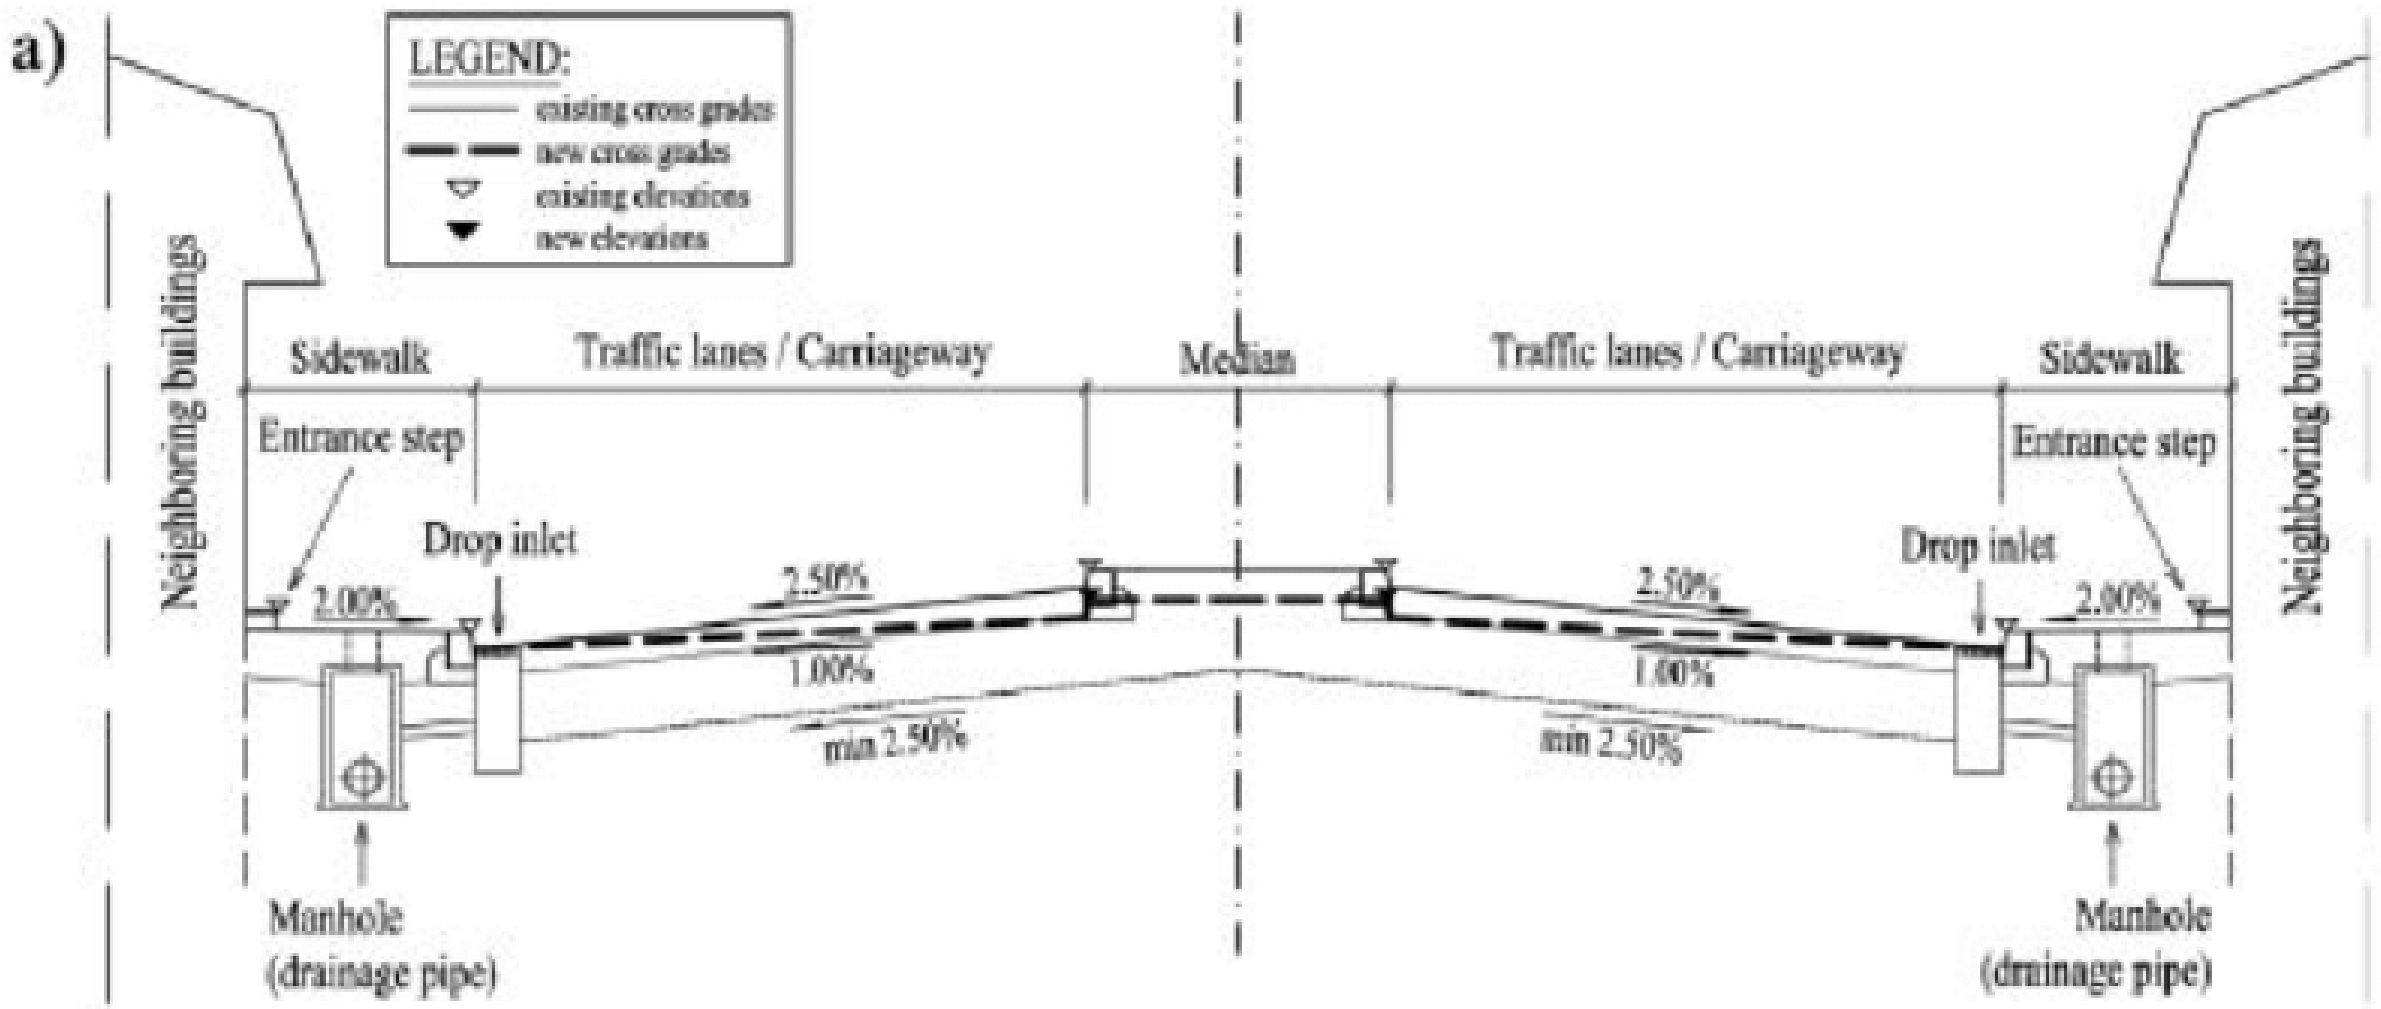 a)
LEGEND:
existing cross grades
new cross grades
existing elevations
new elevations
Neighboring buildings
Sidewalk
Traffic lanes / Carriageway
Median
Traffic lanes / Carriageway
Sidewalk
Neighboring buildings
Entrance step
Entrance step
Drop inlet
Drop inlet
2.00%
2.50%
2.50%
2.00%
1.00%
1.00%
min 2.50%
min 2.50%
Manhole
(drainage pipe)
Manhole
(drainage pipe)